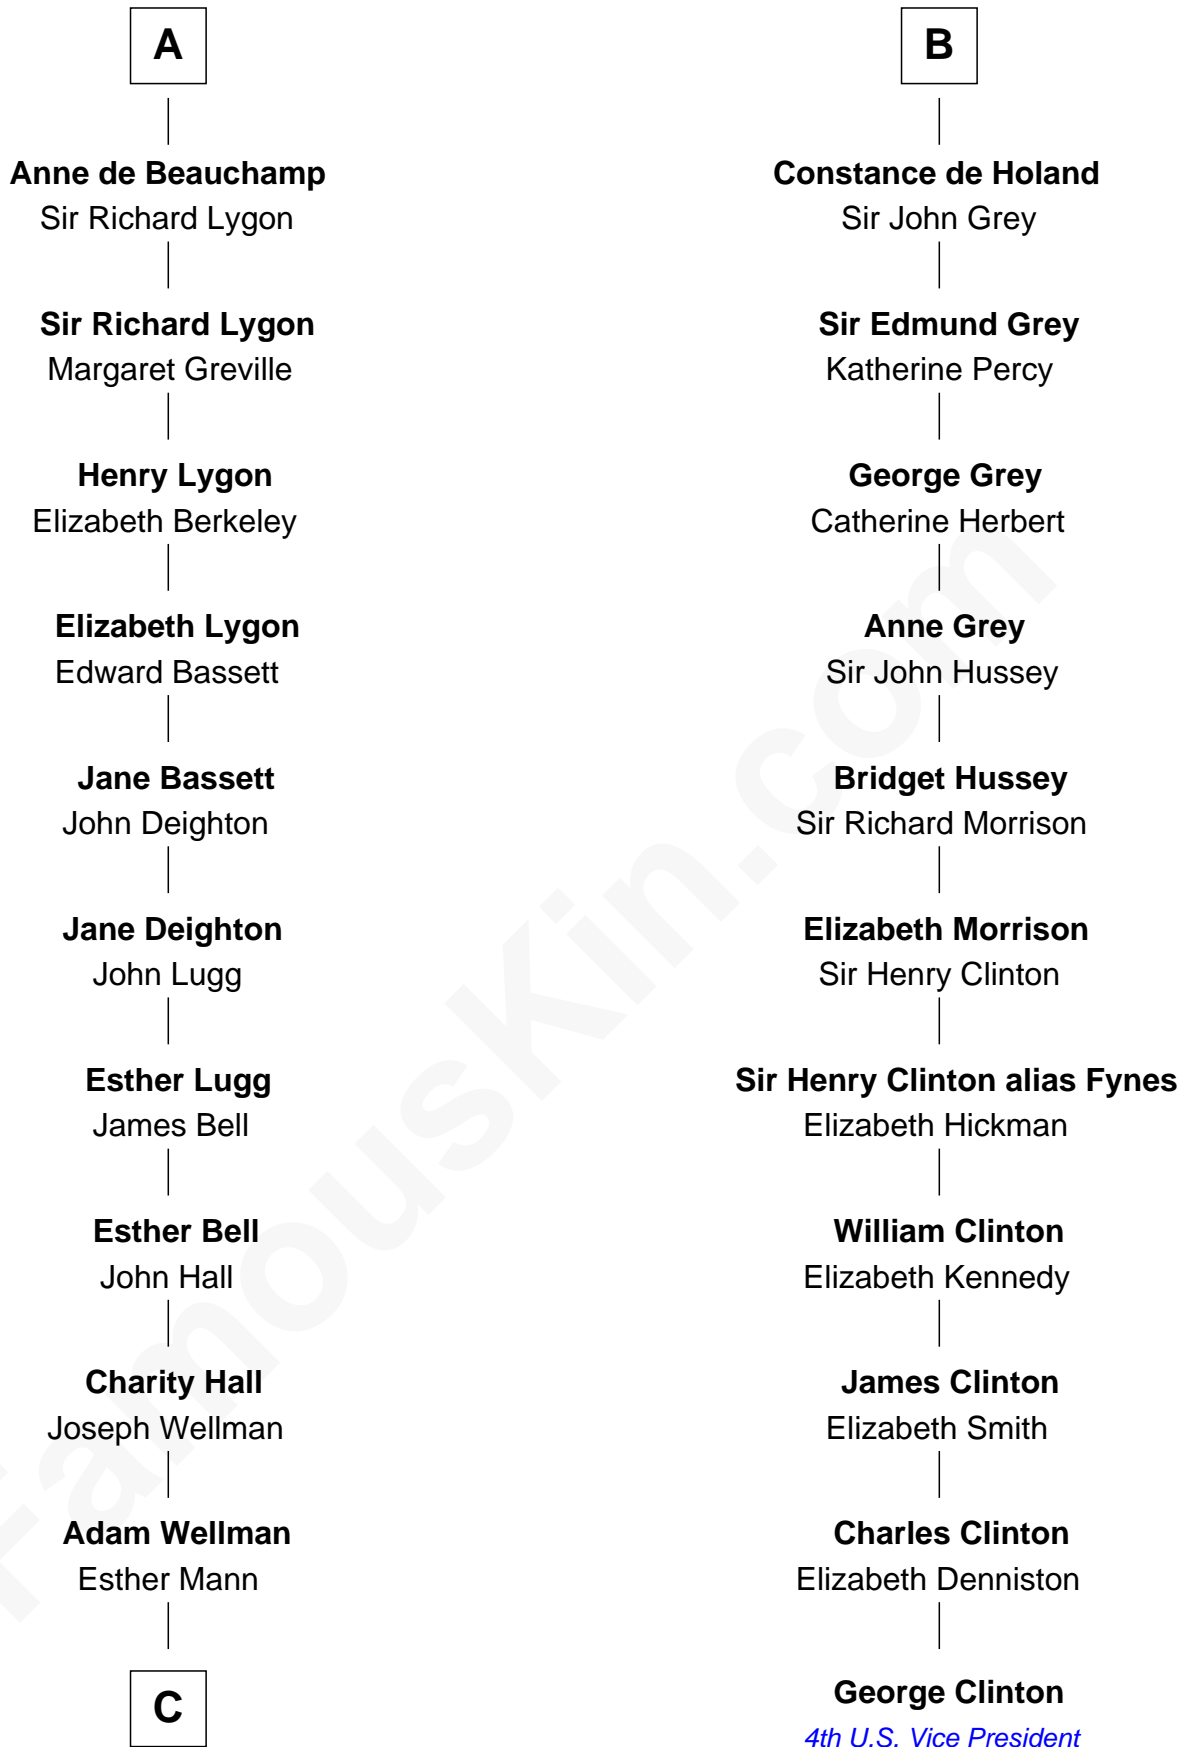 A
Anne de Beauchamp
Sir Richard Lygon
Sir Richard Lygon
Margaret Greville
Henry Lygon
Elizabeth Berkeley
Elizabeth Lygon
Edward Bassett
Jane Bassett
John Deighton
Jane Deighton
John Lugg
Esther Lugg
James Bell
Esther Bell
John Hall
Charity Hall
Joseph Wellman
Adam Wellman
Esther Mann
C
B
Constance de Holand
Sir John Grey
Sir Edmund Grey
Katherine Percy
George Grey
Catherine Herbert
Anne Grey
Sir John Hussey
Bridget Hussey
Sir Richard Morrison
Elizabeth Morrison
Sir Henry Clinton
Sir Henry Clinton alias Fynes
Elizabeth Hickman
William Clinton
Elizabeth Kennedy
James Clinton
Elizabeth Smith
Charles Clinton
Elizabeth Denniston
George Clinton
4th U.S. Vice President
FamousKin.com